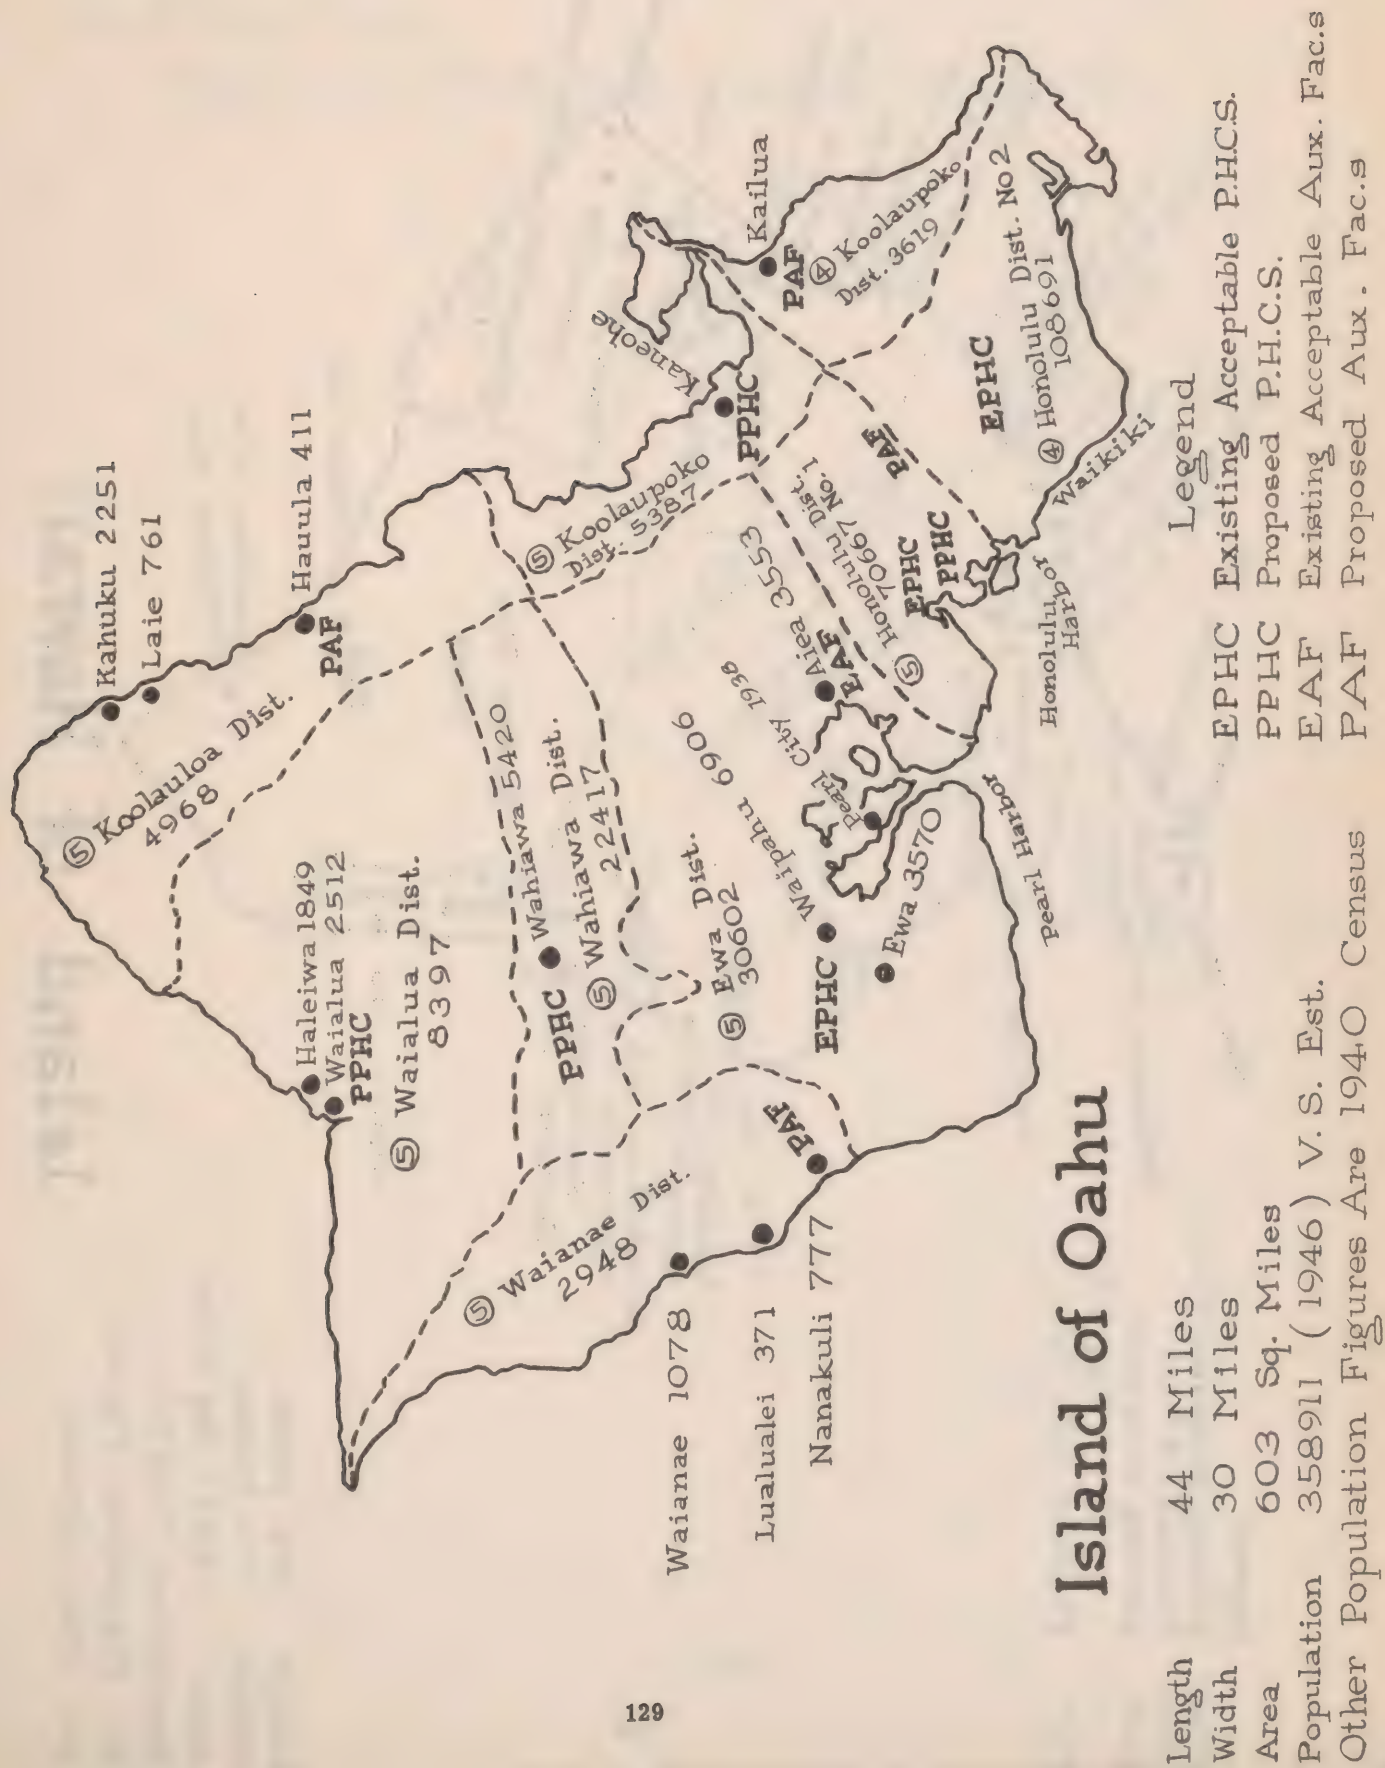 Kahuku 2251
Laie 761
Hauula 411
PAF
⑤ Koolauloa Dist.
4968
Haleiwa 1849
Waialua 2512
PPHC
⑤ Waialua Dist.
8397
Wahiawa 5420
PPHC
⑤ Wahiawa Dist.
22417
⑤ Koolaupoko
Dist. 5387
Kaneohe
PPHC
Kailua
PAF
④ Koolaupoko
Dist. 3619
⑤ Waianae Dist.
2948
Waianae 1078
Lualualei 371
Nanakuli 777
PAF
⑤ Ewa Dist.
30602
Waipahu 6906
EPHC
Ewa 3570
Pearl City 1938
Aiea 3553
EAF
⑤ Honolulu Dist.
70667 No. 1
EPHC
PPHC
PAF
EPHC
④ Honolulu Dist. No 2
108691
Waikiki
Honolulu
Harbor
Pearl Harbor
Island of Oahu
Length 44 Miles
Width 30 Miles
Area 603 Sq. Miles
Population 358911 (1946) V. S. Est.
Other Population Figures Are 1940 Census
Legend
EPHC Existing Acceptable P.H.C.S.
PPHC Proposed P.H.C.S.
EAF Existing Acceptable Aux. Fac.s
PAF Proposed Aux. Fac.s
129